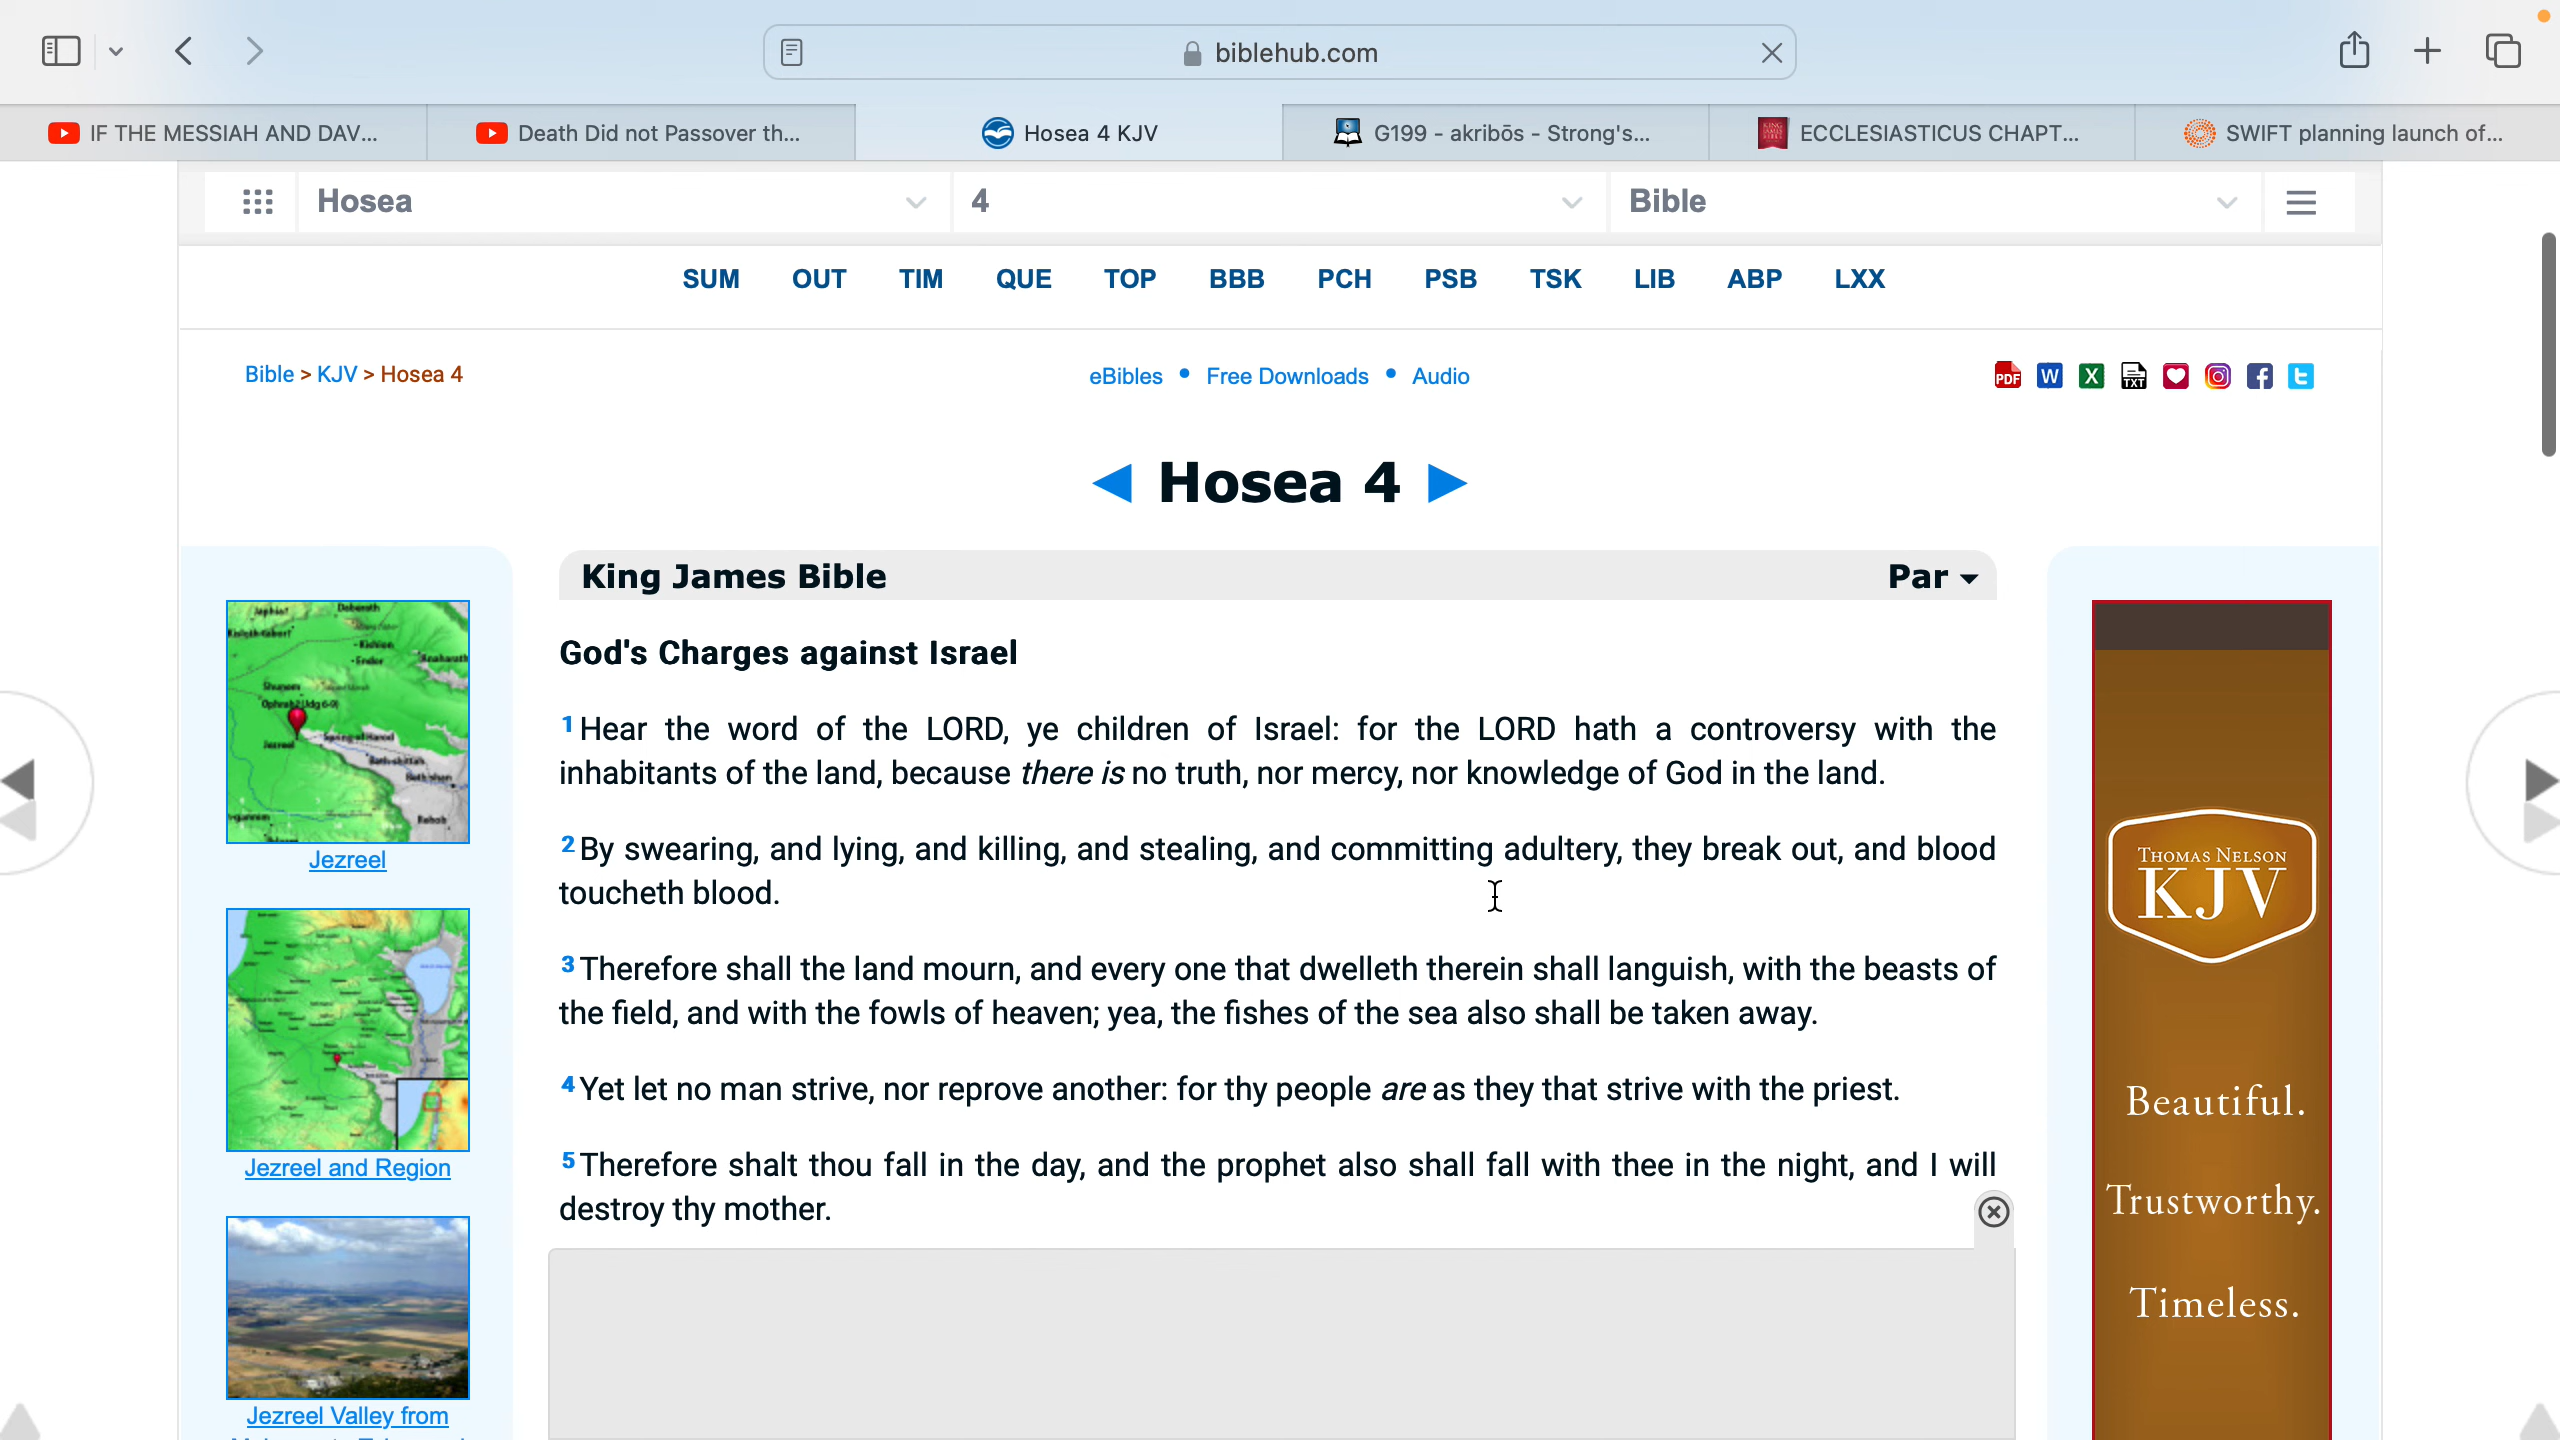 biblehub.com
IF THE MESSIAH AND DAV...
Death Did not Passover th...
Hosea 4 KJV
G199 - akribōs - Strong's...
ECCLESIASTICUS CHAPT...
SWIFT planning launch of...
Hosea
4
Bible
SUM OUT TIM QUE TOP BBB PCH PSB TSK LIB ABP LXX
Bible > KJV > Hosea 4
eBibles • Free Downloads • Audio
PDF W X TXT
◀ Hosea 4 ▶
King James Bible
Par
God's Charges against Israel
1 Hear the word of the LORD, ye children of Israel: for the LORD hath a controversy with the
inhabitants of the land, because there is no truth, nor mercy, nor knowledge of God in the land.
2 By swearing, and lying, and killing, and stealing, and committing adultery, they break out, and blood
toucheth blood.
3 Therefore shall the land mourn, and every one that dwelleth therein shall languish, with the beasts of
the field, and with the fowls of heaven; yea, the fishes of the sea also shall be taken away.
4 Yet let no man strive, nor reprove another: for thy people are as they that strive with the priest.
5 Therefore shalt thou fall in the day, and the prophet also shall fall with thee in the night, and I will
destroy thy mother.
Jezreel
Jezreel and Region
Jezreel Valley from
THOMAS NELSON
KJV
Beautiful.
Trustworthy.
Timeless.